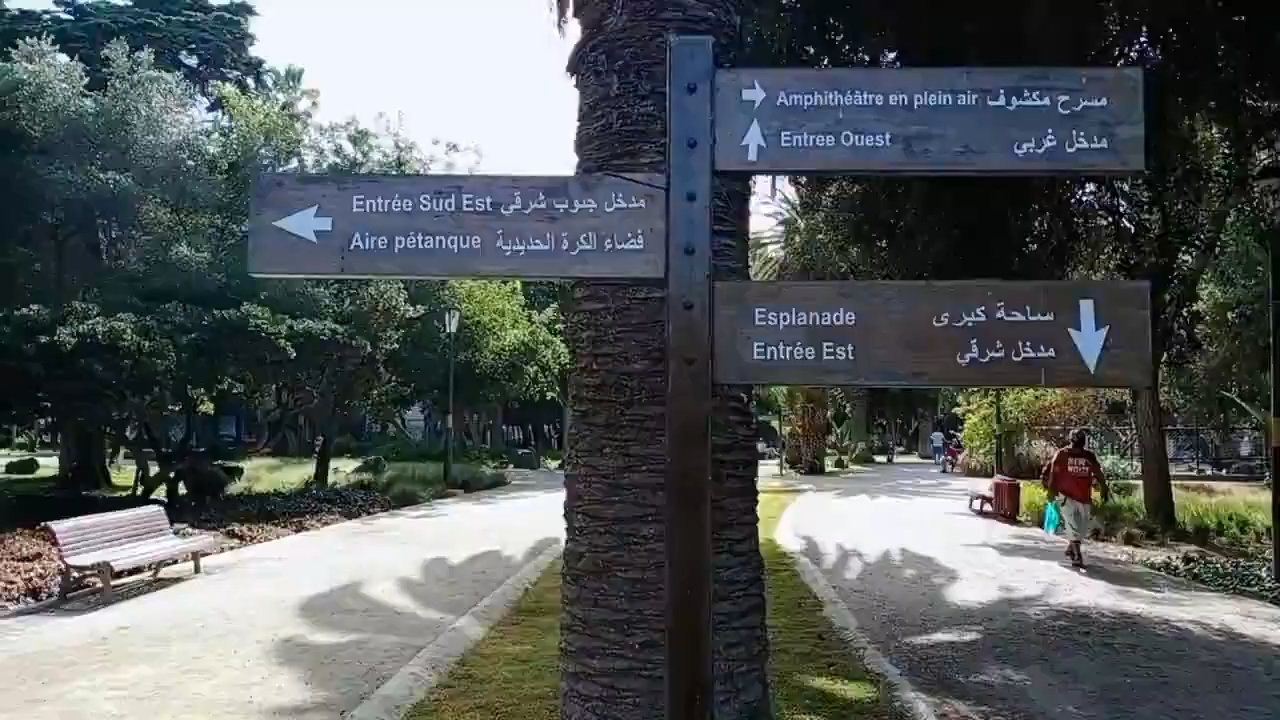 Amphithéâtre en plein air مسرح مكشوف
Entree Ouest مدخل غربي
Entrée Sud Est مدخل جنوب شرقي
Aire pétanque فضاء الكرة الحديدية
Esplanade ساحة كبرى
Entrée Est مدخل شرقي